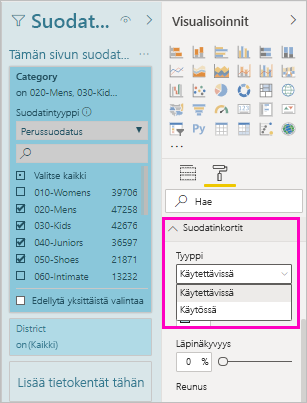 Suodat...
Tämän sivun suodat...
Category
on 020-Mens, 030-Kid...
Suodatintyyppi
Perussuodatus
Valitse kaikki
010-Womens 39706
020-Mens 47258
030-Kids 42676
040-Juniors 36597
050-Shoes 21871
060-Intimate 13232
Edellytä yksittäistä valintaa
District
on(Kaikki)
Lisää tietokentät tähän
Visualisoinnit
Py
Hae
Suodatinkortit
Tyyppi
Käytettävissä
Käytettävissä
Käytössä
Läpinäkyvyys
0 %
Reunus